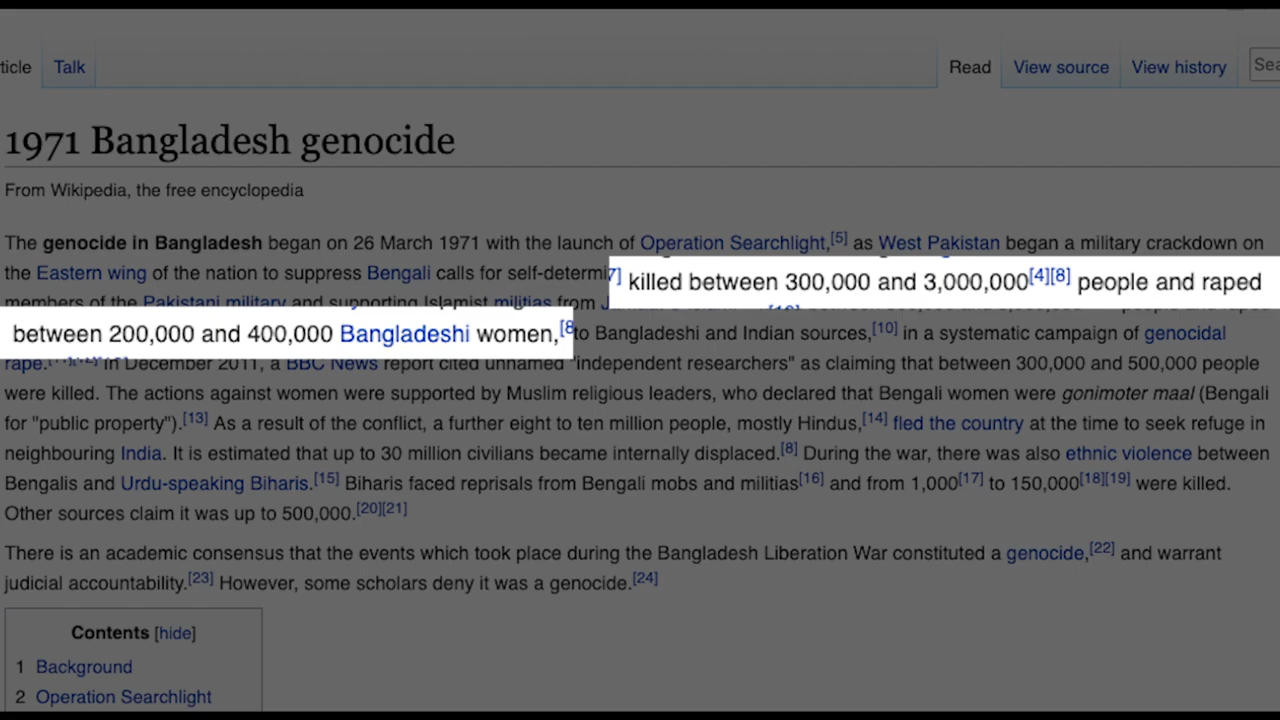 ticle Talk Read View source View history Sea
1971 Bangladesh genocide
From Wikipedia, the free encyclopedia
The genocide in Bangladesh began on 26 March 1971 with the launch of Operation Searchlight,[5] as West Pakistan began a military crackdown on
the Eastern wing of the nation to suppress Bengali calls for self-determi
7] killed between 300,000 and 3,000,000[4][8] people and raped
members of the Pakistani military and supporting Islamist militias from
between 200,000 and 400,000 Bangladeshi women,[8
to Bangladeshi and Indian sources,[10] in a systematic campaign of genocidal
rape. In December 2011, a BBC News report cited unnamed "independent researchers" as claiming that between 300,000 and 500,000 people
were killed. The actions against women were supported by Muslim religious leaders, who declared that Bengali women were gonimoter maal (Bengali
for "public property").[13] As a result of the conflict, a further eight to ten million people, mostly Hindus,[14] fled the country at the time to seek refuge in
neighbouring India. It is estimated that up to 30 million civilians became internally displaced.[8] During the war, there was also ethnic violence between
Bengalis and Urdu-speaking Biharis.[15] Biharis faced reprisals from Bengali mobs and militias[16] and from 1,000[17] to 150,000[18][19] were killed.
Other sources claim it was up to 500,000.[20][21]
There is an academic consensus that the events which took place during the Bangladesh Liberation War constituted a genocide,[22] and warrant
judicial accountability.[23] However, some scholars deny it was a genocide.[24]
Contents [hide]
1 Background
2 Operation Searchlight